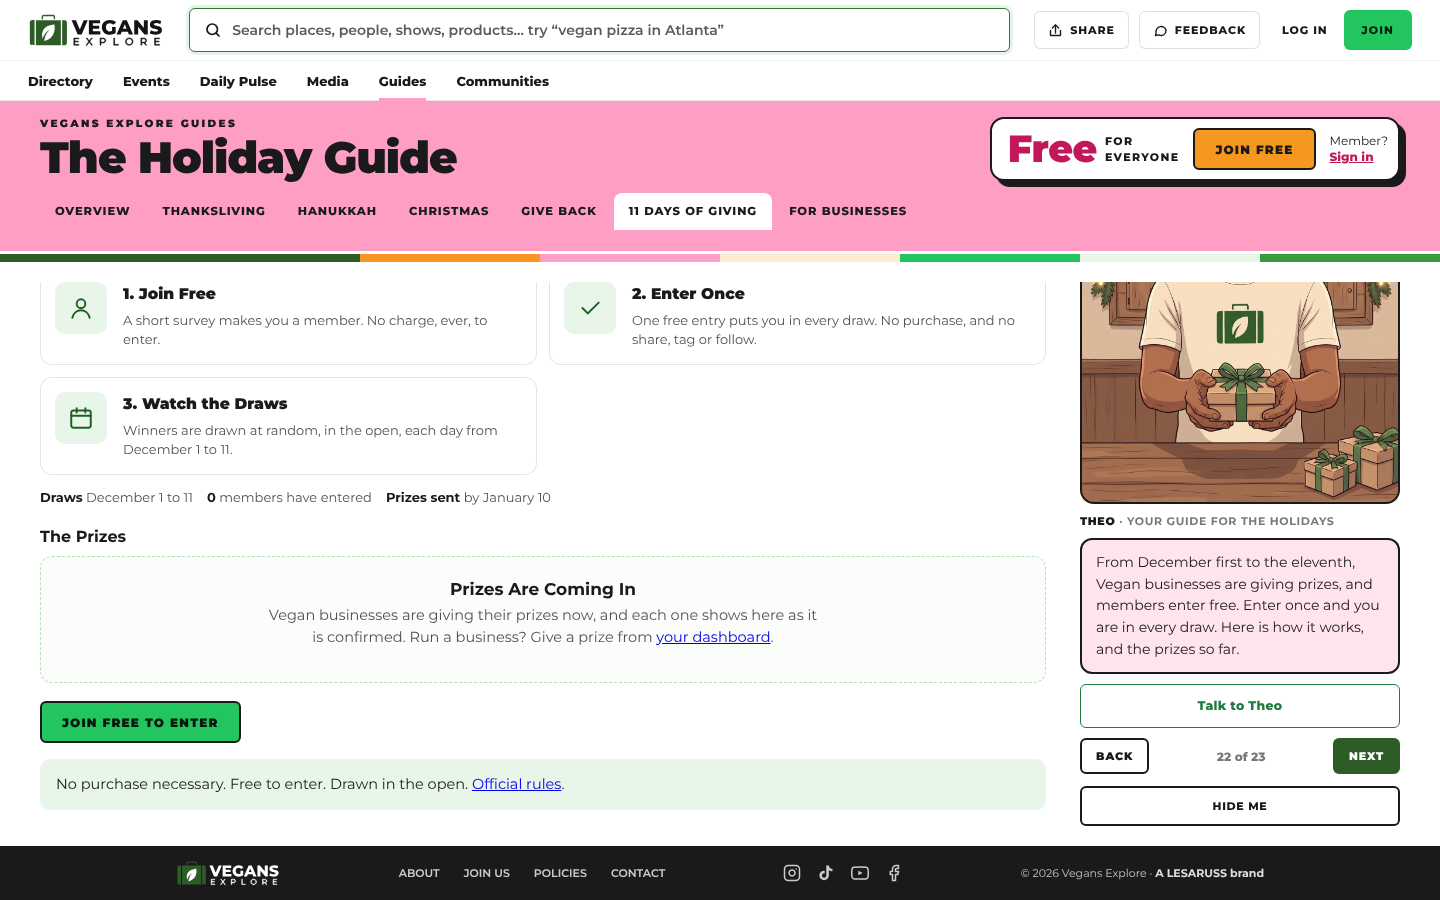 VEGANS
EXPLORE
Search places, people, shows, products... try “vegan pizza in Atlanta”
SHARE
FEEDBACK
LOG IN
JOIN
Directory
Events
Daily Pulse
Media
Guides
Communities
VEGANS EXPLORE GUIDES
The Holiday Guide
Free
FOR
EVERYONE
JOIN FREE
Member?
Sign in
OVERVIEW
THANKSLIVING
HANUKKAH
CHRISTMAS
GIVE BACK
11 DAYS OF GIVING
FOR BUSINESSES
1. Join Free
A short survey makes you a member. No charge, ever, to
enter.
2. Enter Once
One free entry puts you in every draw. No purchase, and no
share, tag or follow.
3. Watch the Draws
Winners are drawn at random, in the open, each day from
December 1 to 11.
Draws December 1 to 11 0 members have entered Prizes sent by January 10
The Prizes
Prizes Are Coming In
Vegan businesses are giving their prizes now, and each one shows here as it
is confirmed. Run a business? Give a prize from your dashboard.
JOIN FREE TO ENTER
No purchase necessary. Free to enter. Drawn in the open. Official rules.
THEO · YOUR GUIDE FOR THE HOLIDAYS
From December first to the eleventh,
Vegan businesses are giving prizes, and
members enter free. Enter once and you
are in every draw. Here is how it works,
and the prizes so far.
Talk to Theo
BACK
22 of 23
NEXT
HIDE ME
VEGANS
EXPLORE
ABOUT
JOIN US
POLICIES
CONTACT
© 2026 Vegans Explore · A LESARUSS brand